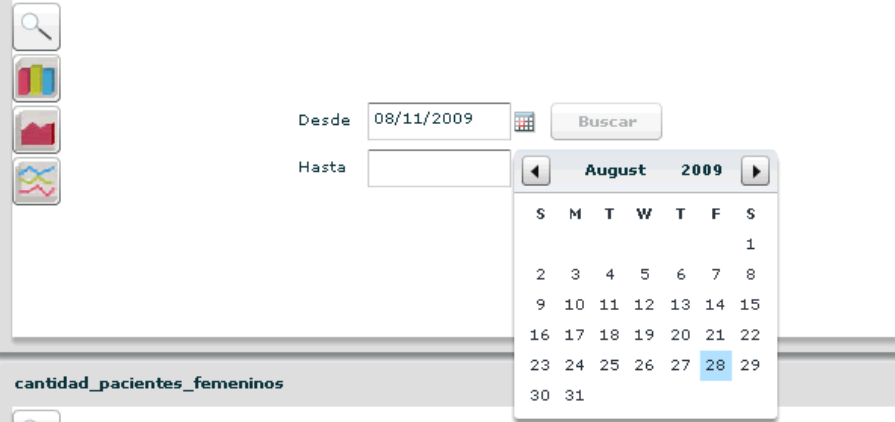 Desde 08/11/2009 Buscar
Hasta
August 2009
S M T W T F S
1
2 3 4 5 6 7 8
9 10 11 12 13 14 15
16 17 18 19 20 21 22
23 24 25 26 27 28 29
30 31
cantidad_pacientes_femeninos